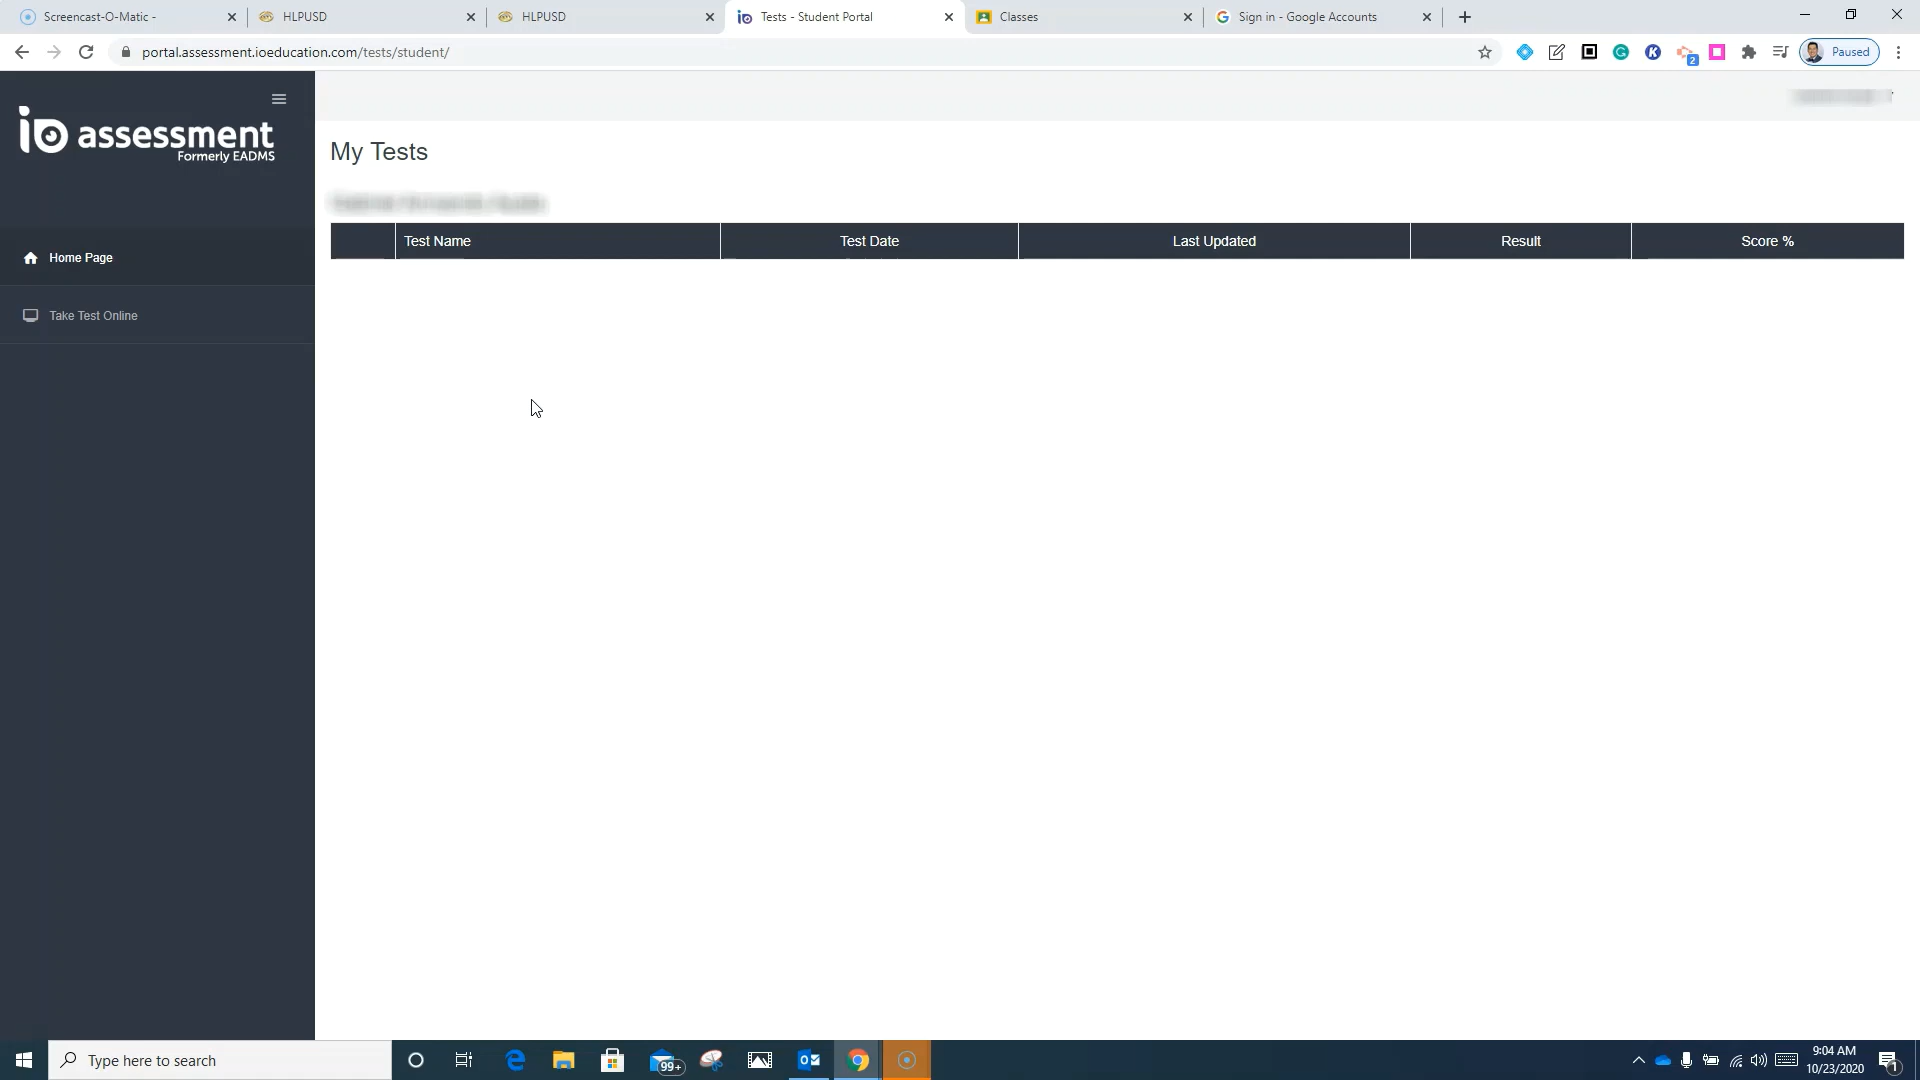 Screencast-O-Matic -
HLPUSD
HLPUSD
Tests - Student Portal
Classes
Sign in - Google Accounts
portal.assessment.ioeducation.com/tests/student/
2
Paused
io assessment
Formerly EADMS
My Tests
Test Name
Test Date
Last Updated
Result
Score %
Home Page
Take Test Online
Type here to search
99+
9:04 AM
10/23/2020
1